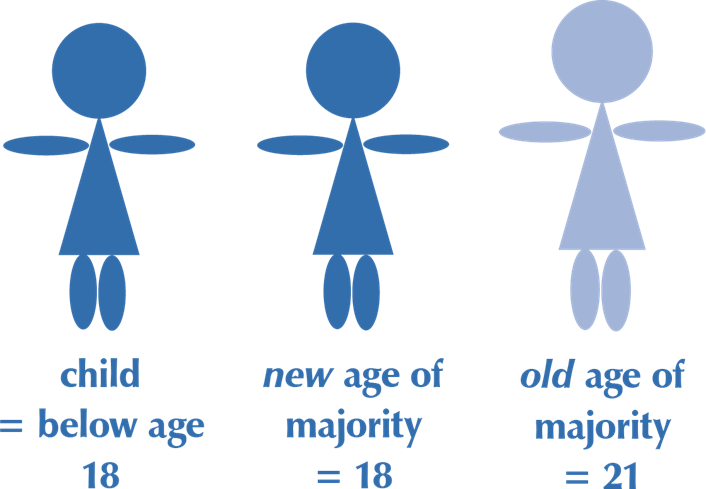 child
= below age
18
new age of
majority
= 18
old age of
majority
= 21